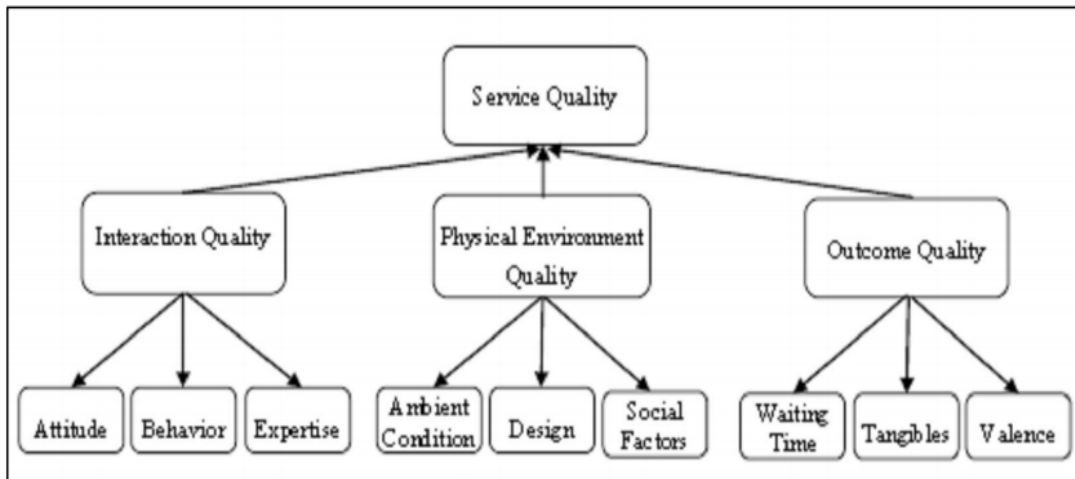 Service Quality
Interaction Quality
Physical Environment
Quality
Outcome Quality
Attitude
Behavior
Expertise
Ambient
Condition
Design
Social
Factors
Waiting
Time
Tangibles
Valence